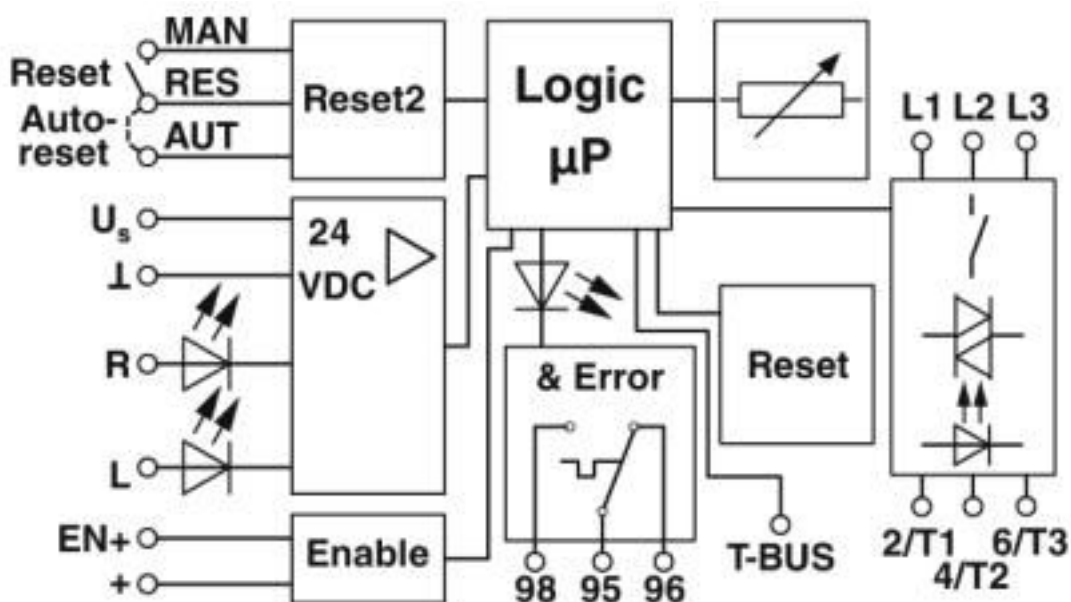 MAN
Reset
RES
Auto-
reset
AUT
Reset2
Logic
µP
L1 L2 L3
Us
⊥
24
VDC
R
L
& Error
Reset
EN+
+
Enable
98 95 96
T-BUS
2/T1 6/T3
4/T2